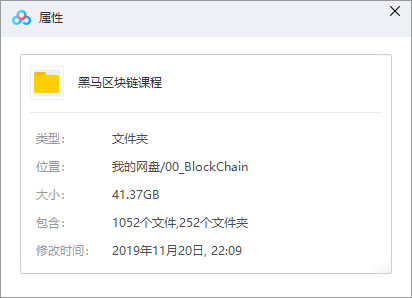 属性
黑马区块链课程
类型： 文件夹
位置： 我的网盘/00_BlockChain
大小： 41.37GB
包含： 1052个文件,252个文件夹
修改时间： 2019年11月20日, 22:09